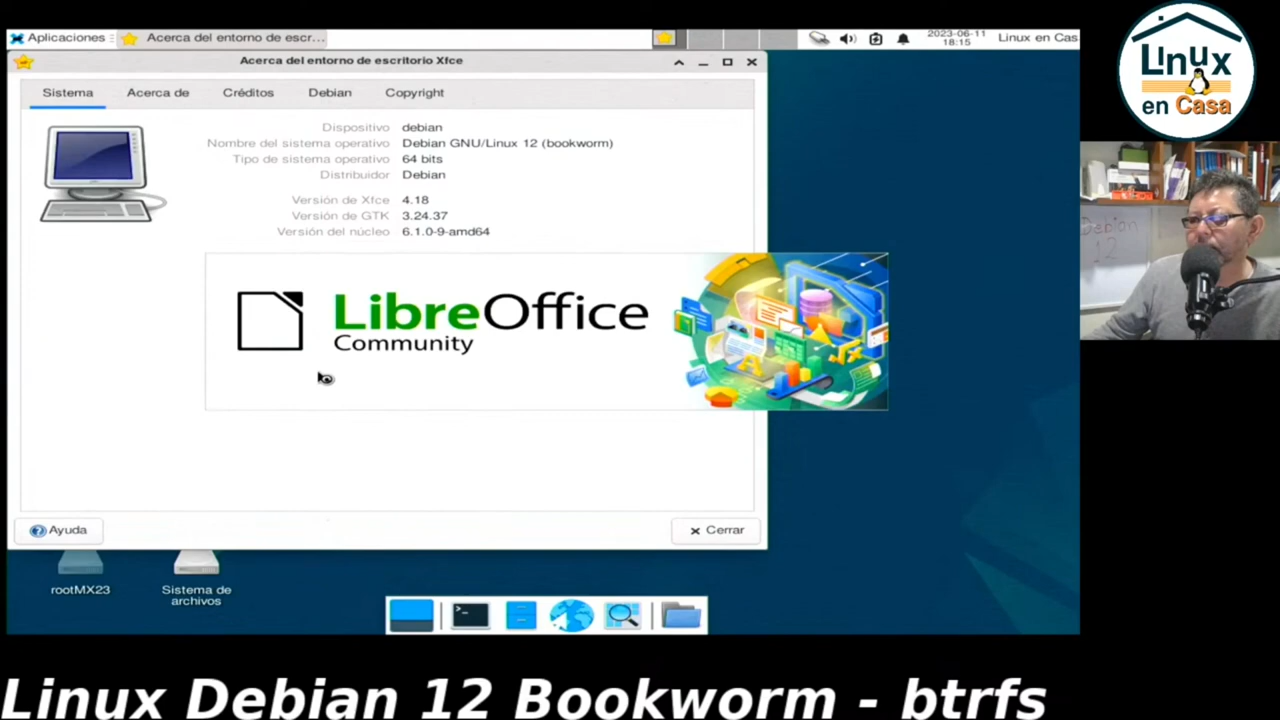 Aplicaciones
Acerca del entorno de escr...
2023-06-11
18:15
Linux en Cas
Linux
en Casa
Acerca del entorno de escritorio Xfce
Sistema
Acerca de
Créditos
Debian
Copyright
Dispositivo debian
Nombre del sistema operativo Debian GNU/Linux 12 (bookworm)
Tipo de sistema operativo 64 bits
Distribuidor Debian
Versión de Xfce 4.18
Versión de GTK 3.24.37
Versión del núcleo 6.1.0-9-amd64
Debian
12
LibreOffice
Community
Ayuda
Cerrar
rootMX23
Sistema de
archivos
Linux Debian 12 Bookworm - btrfs